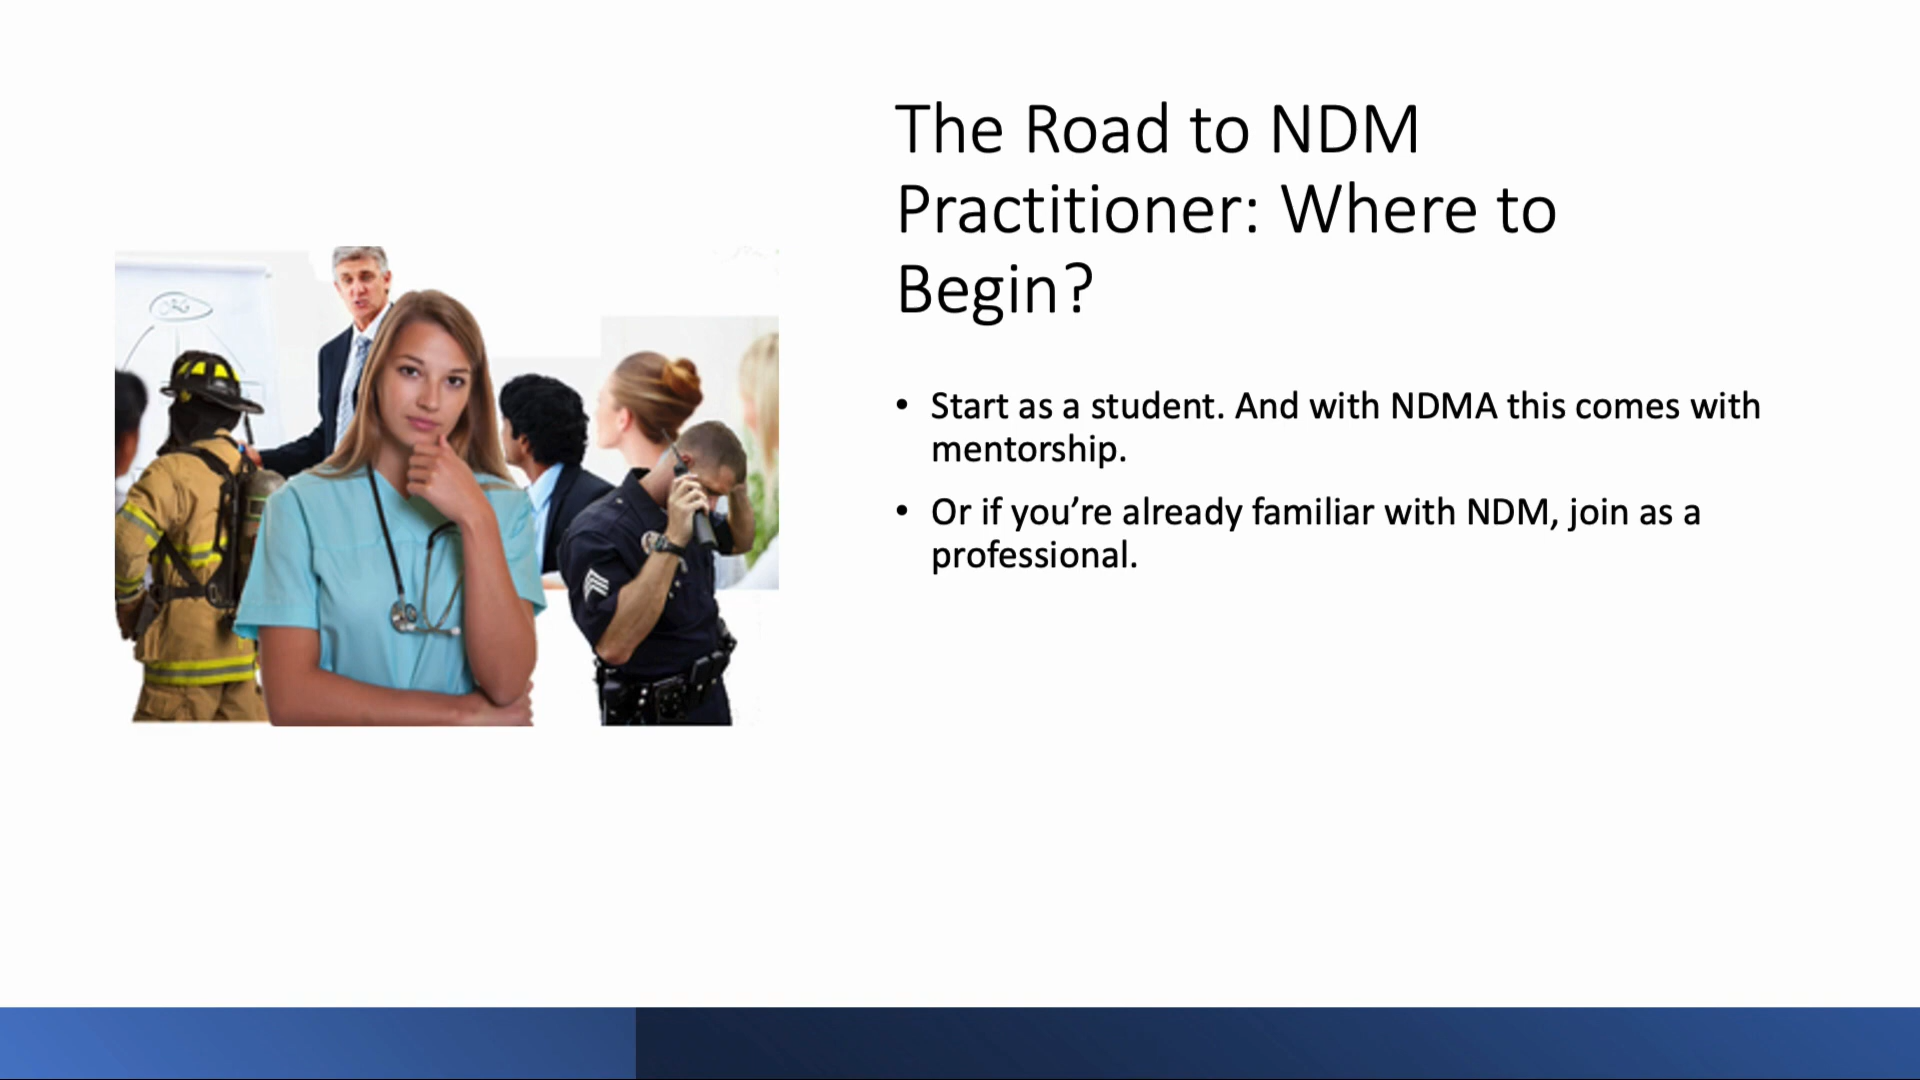 The Road to NDM
Practitioner: Where to
Begin?
• Start as a student. And with NDMA this comes with
mentorship.
• Or if you’re already familiar with NDM, join as a
professional.
ORG